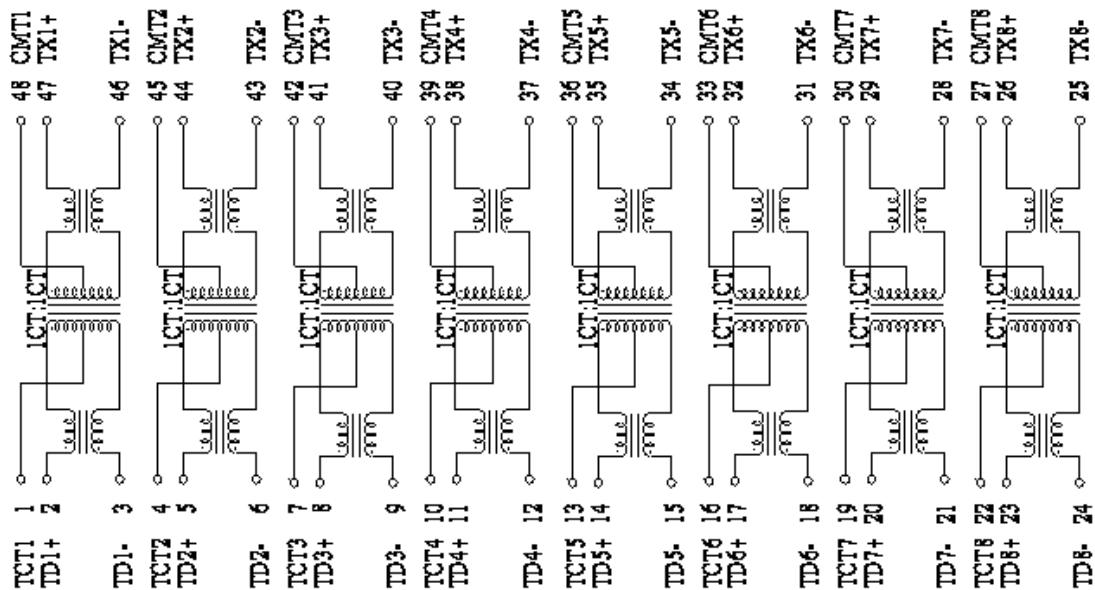 CMT1 TX1+ TX1- CMT2 TX2+ TX2- CMT3 TX3+ TX3- CMT4 TX4+ TX4- CMT5 TX5+ TX5- CMT6 TX6+ TX6- CMT7 TX7+ TX7- CMT8 TX8+ TX8-
48 47 46 45 44 43 42 41 40 39 38 37 36 35 34 33 32 31 30 29 28 27 26 25
1CT:1CT 1CT:1CT 1CT:1CT 1CT:1CT 1CT:1CT 1CT:1CT 1CT:1CT 1CT:1CT
1 2 3 4 5 6 7 8 9 10 11 12 13 14 15 16 17 18 19 20 21 22 23 24
TCT1 TD1+ TD1- TCT2 TD2+ TD2- TCT3 TD3+ TD3- TCT4 TD4+ TD4- TCT5 TD5+ TD5- TCT6 TD6+ TD6- TCT7 TD7+ TD7- TCT8 TD8+ TD8-